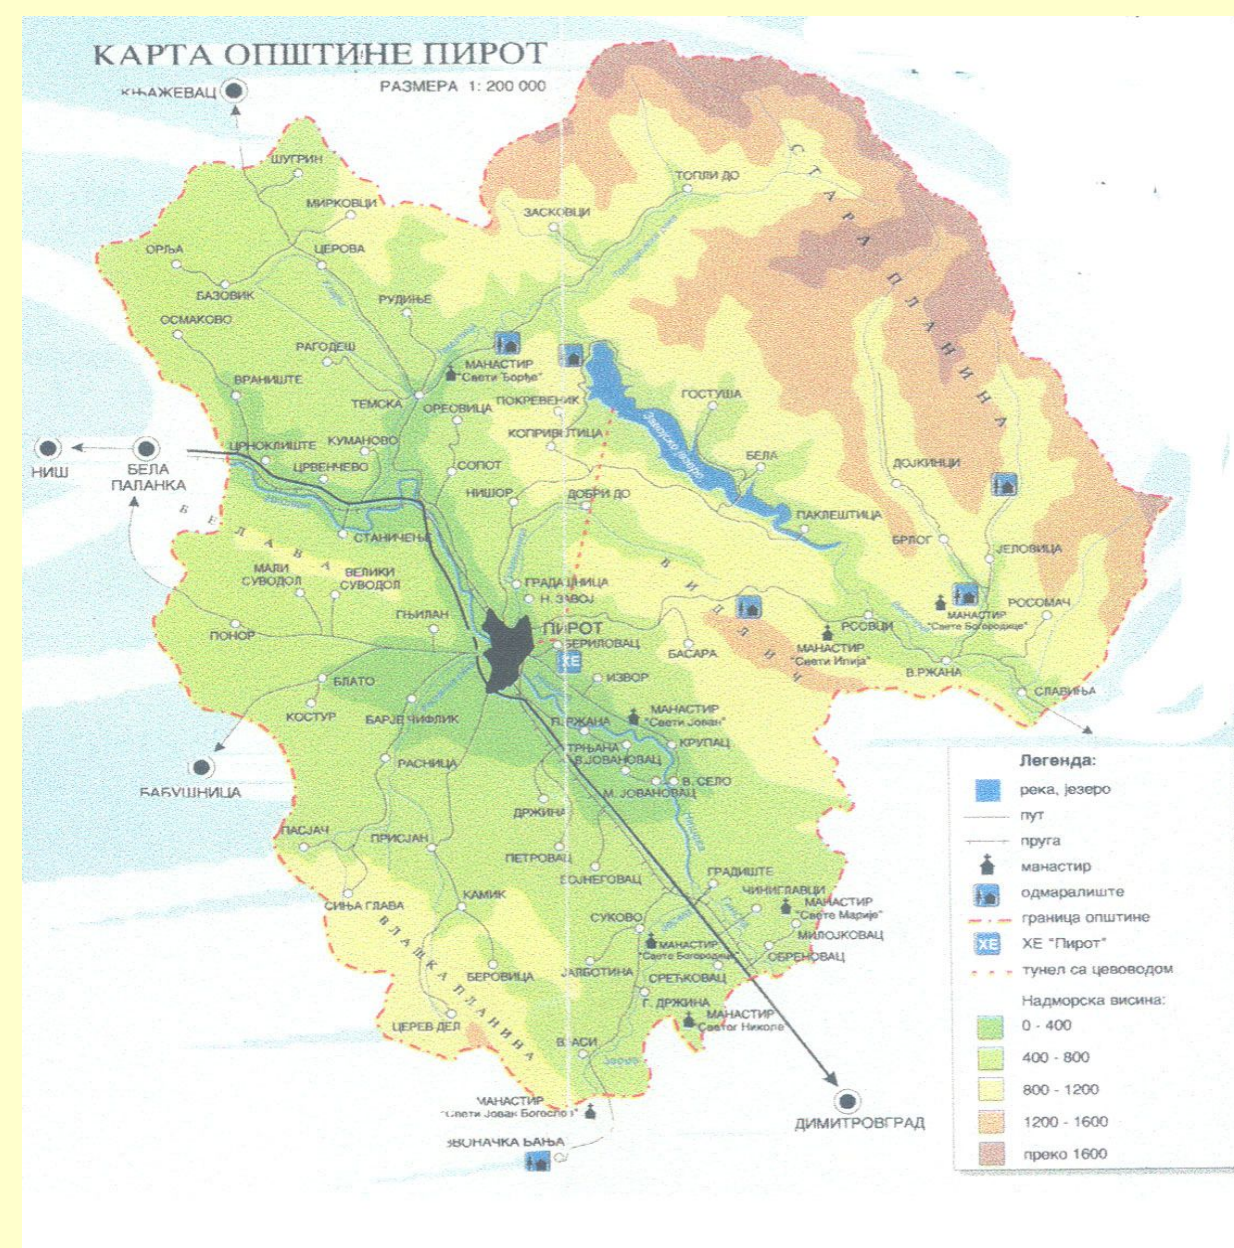 КАРТА ОПШТИНЕ ПИРОТ
РАЗМЕРА 1: 200 000
КЊАЖЕВАЦ
ШУГРИН
МИРКОВЦИ
ТОПЛИ ДО
ЗАСКОВЦИ
СТАРА ПЛАНИНА
ОРЉА
ЦЕРОВА
БАЗОВИК
РУДИЊЕ
ОСМАКОВО
РАГОДЕШ
МАНАСТИР
"Свети Ђорђе"
ВРАНИШТЕ
ТЕМСКА
ОРЕОВИЦА
ПОКРЕВЕНИК
ГОСТУША
Завојско језеро
ЦРНОКЛИШТЕ
КУМАНОВО
КОПРИВШТИЦА
НИШ
БЕЛА
ПАЛАНКА
ЦРВЕНЧЕВО
СОПОТ
БЕЛА
ДОЈКИНЦИ
НИШОР
ДОБРИ ДО
ПАКЛЕШТИЦА
БЕЛАВА
СТАНИЧЕЊЕ
БРЛОГ
ЈЕЛОВИЦА
МАЛИ
СУВОДОЛ
ВЕЛИКИ
СУВОДОЛ
ВИДЛИЧ
ГРАДАШНИЦА
Н. ЗАВОЈ
ГЊИЛАН
ПИРОТ
РОСОМАЧ
МАНАСТИР
"Свете Богородице"
ПОНОР
БЕРИЛОВАЦ
БАСАРА
РСОВЦИ
МАНАСТИР
"Свети Илија"
ХЕ
В.РЖАНА
БЛАТО
ИЗВОР
СЛАВИЊА
КОСТУР
БАРЈЕ ЧИФЛИК
П. РЖАНА
МАНАСТИР
"Свети Јован"
ТРЊАНА
КРУПАЦ
В.ЈОВАНОВАЦ
РАСНИЦА
В. СЕЛО
М. ЈОВАНОВАЦ
БАБУШНИЦА
ДРЖИНА
Нишава
ПАСЈАЧ
ПРИСЈАН
ПЕТРОВАЦ
ВОЈНЕГОВАЦ
ГРАДИШТЕ
ЧИНИГЛАВЦИ
СИЊА ГЛАВА
КАМИК
СУКОВО
МАНАСТИР
"Свете Марије"
ВЛАШКА ПЛАНИНА
МИЛОЈКОВАЦ
МАНАСТИР
"Свете Богородице"
ОБРЕНОВАЦ
БЕРОВИЦА
ЈАЛБОТИНА
СРЕЋКОВАЦ
Г. ДРЖИНА
ЦЕРЕВ ДЕЛ
МАНАСТИР
Светог Николе
ВЛАСИ
МАНАСТИР
"Свети Јован Богослов"
ДИМИТРОВГРАД
ЗВОНАЧКА БАЊА
Легенда:
река, језеро
пут
пруга
манастир
одмаралиште
граница општине
ХЕ "Пирот"
тунел са цевоводом
Надморска висина:
0 - 400
400 - 800
800 - 1200
1200 - 1600
преко 1600